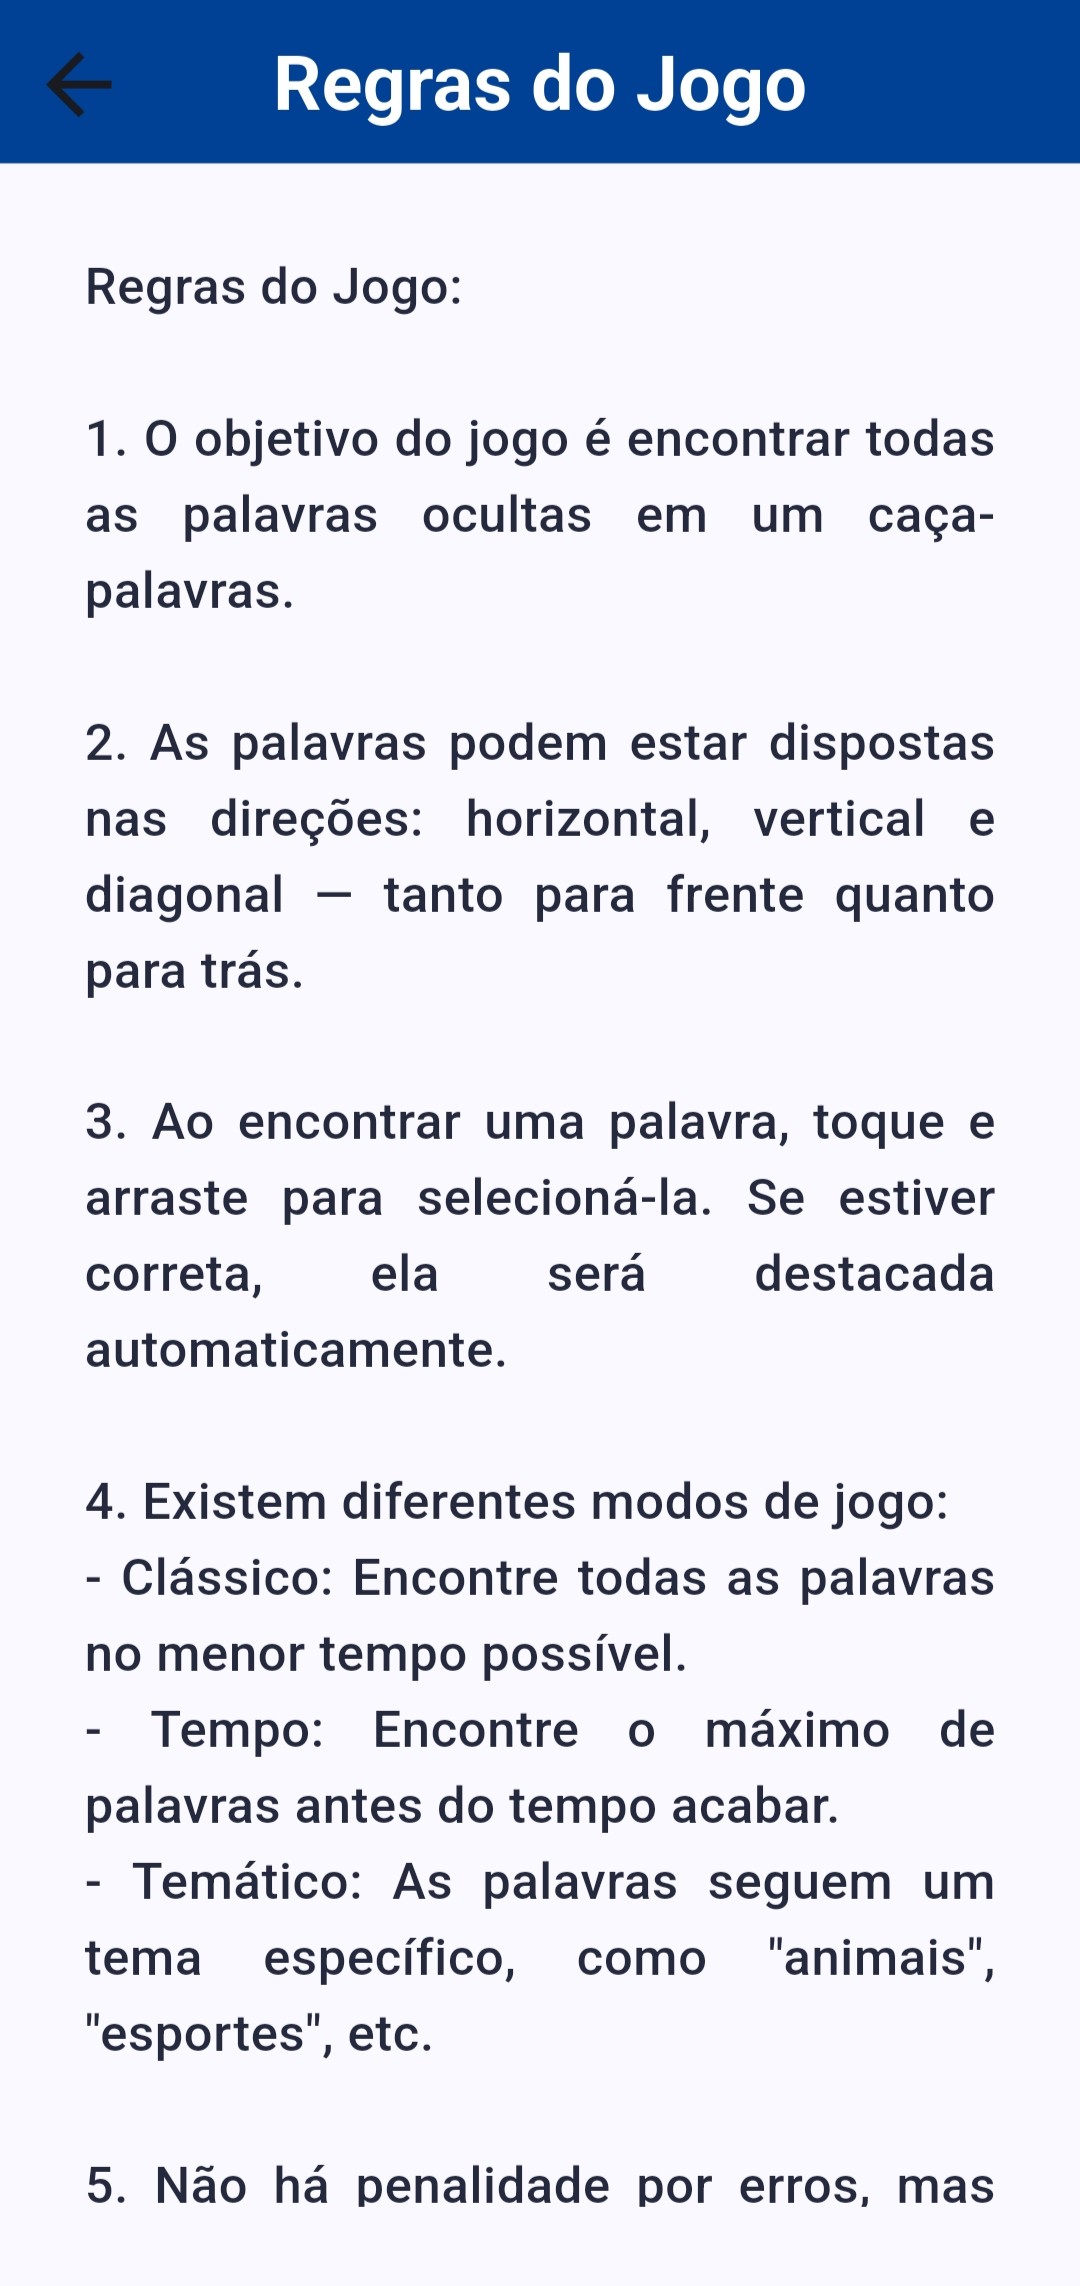 Regras do Jogo
Regras do Jogo:
1. O objetivo do jogo é encontrar todas
as palavras ocultas em um caça-
palavras.
2. As palavras podem estar dispostas
nas direções: horizontal, vertical e
diagonal — tanto para frente quanto
para trás.
3. Ao encontrar uma palavra, toque e
arraste para selecioná-la. Se estiver
correta, ela será destacada
automaticamente.
4. Existem diferentes modos de jogo:
- Clássico: Encontre todas as palavras
no menor tempo possível.
- Tempo: Encontre o máximo de
palavras antes do tempo acabar.
- Temático: As palavras seguem um
tema específico, como "animais",
"esportes", etc.
5. Não há penalidade por erros, mas